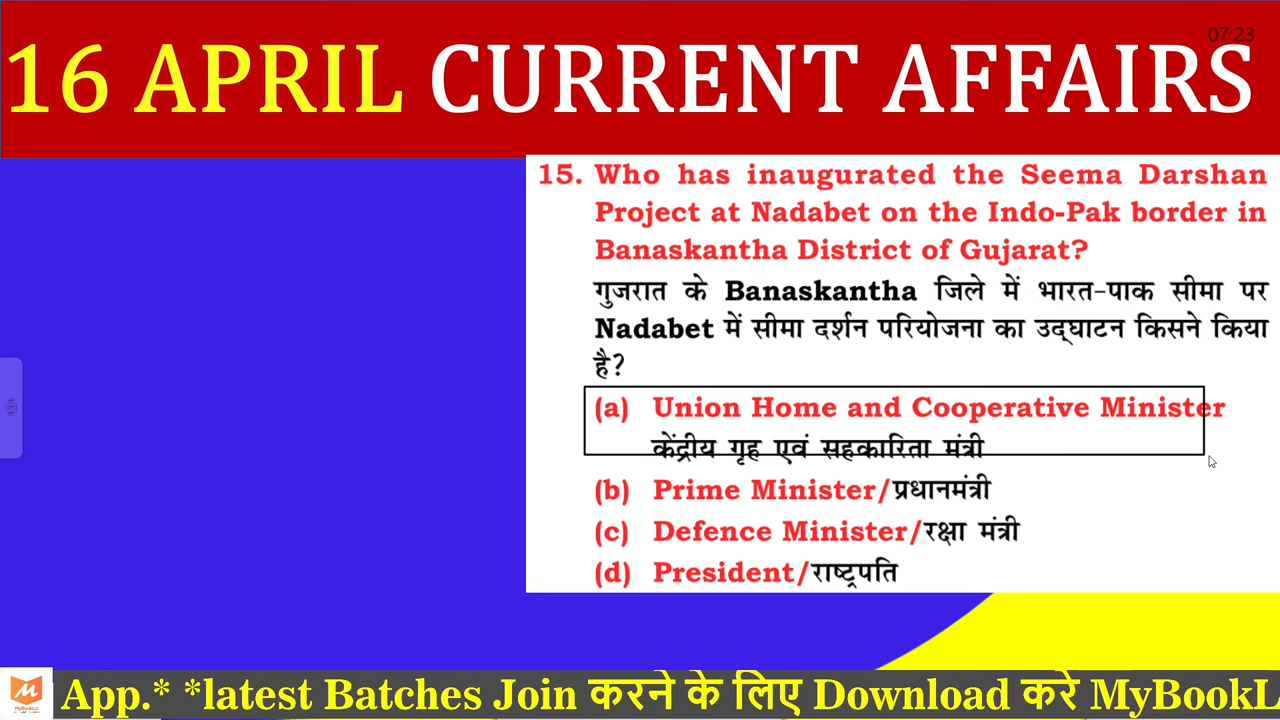 07:23
16 APRIL CURRENT AFFAIRS
15. Who has inaugurated the Seema Darshan
Project at Nadabet on the Indo-Pak border in
Banaskantha District of Gujarat?
गुजरात के Banaskantha जिले में भारत-पाक सीमा पर
Nadabet में सीमा दर्शन परियोजना का उद्घाटन किसने किया
है?
(a) Union Home and Cooperative Minister
केंद्रीय गृह एवं सहकारिता मंत्री
(b) Prime Minister/प्रधानमंत्री
(c) Defence Minister/रक्षा मंत्री
(d) President/राष्ट्रपति
App.* *latest Batches Join करने के लिए Download करे MyBookL